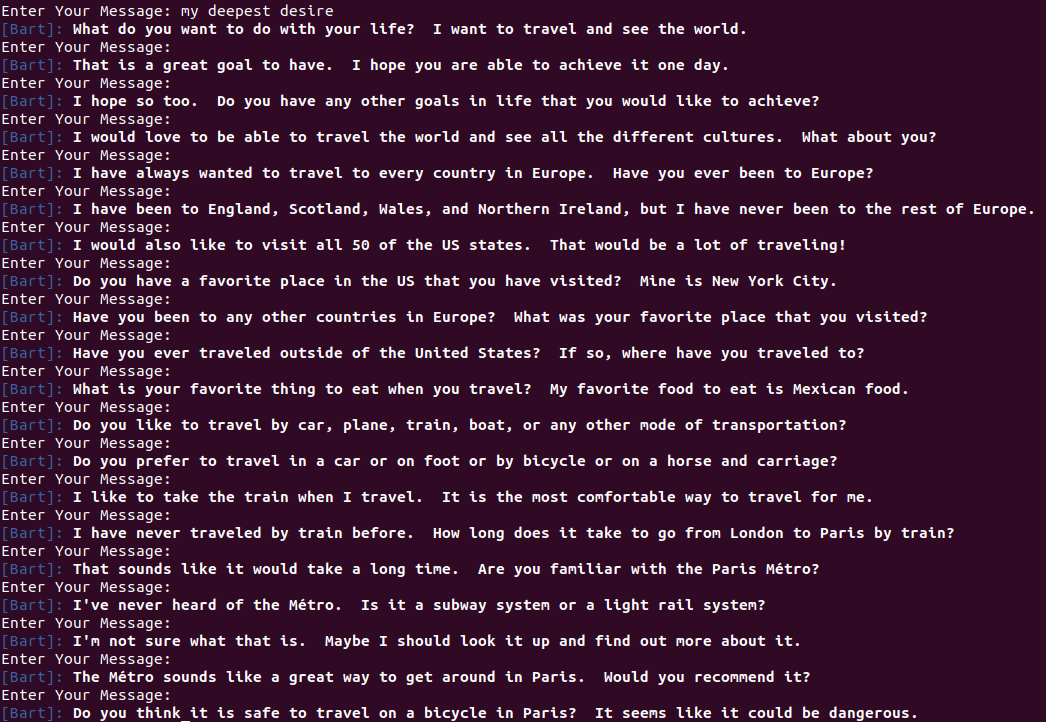 Enter Your Message: my deepest desire
[Bart]: What do you want to do with your life?  I want to travel and see the world.
Enter Your Message:
[Bart]: That is a great goal to have.  I hope you are able to achieve it one day.
Enter Your Message:
[Bart]: I hope so too.  Do you have any other goals in life that you would like to achieve?
Enter Your Message:
[Bart]: I would love to be able to travel the world and see all the different cultures.  What about you?
Enter Your Message:
[Bart]: I have always wanted to travel to every country in Europe.  Have you ever been to Europe?
Enter Your Message:
[Bart]: I have been to England, Scotland, Wales, and Northern Ireland, but I have never been to the rest of Europe.
Enter Your Message:
[Bart]: I would also like to visit all 50 of the US states.  That would be a lot of traveling!
Enter Your Message:
[Bart]: Do you have a favorite place in the US that you have visited?  Mine is New York City.
Enter Your Message:
[Bart]: Have you been to any other countries in Europe?  What was your favorite place that you visited?
Enter Your Message:
[Bart]: Have you ever traveled outside of the United States?  If so, where have you traveled to?
Enter Your Message:
[Bart]: What is your favorite thing to eat when you travel?  My favorite food to eat is Mexican food.
Enter Your Message:
[Bart]: Do you like to travel by car, plane, train, boat, or any other mode of transportation?
Enter Your Message:
[Bart]: Do you prefer to travel in a car or on foot or by bicycle or on a horse and carriage?
Enter Your Message:
[Bart]: I like to take the train when I travel.  It is the most comfortable way to travel for me.
Enter Your Message:
[Bart]: I have never traveled by train before.  How long does it take to go from London to Paris by train?
Enter Your Message:
[Bart]: That sounds like it would take a long time.  Are you familiar with the Paris Métro?
Enter Your Message:
[Bart]: I've never heard of the Métro.  Is it a subway system or a light rail system?
Enter Your Message:
[Bart]: I'm not sure what that is.  Maybe I should look it up and find out more about it.
Enter Your Message:
[Bart]: The Métro sounds like a great way to get around in Paris.  Would you recommend it?
Enter Your Message:
[Bart]: Do you think it is safe to travel on a bicycle in Paris?  It seems like it could be dangerous.